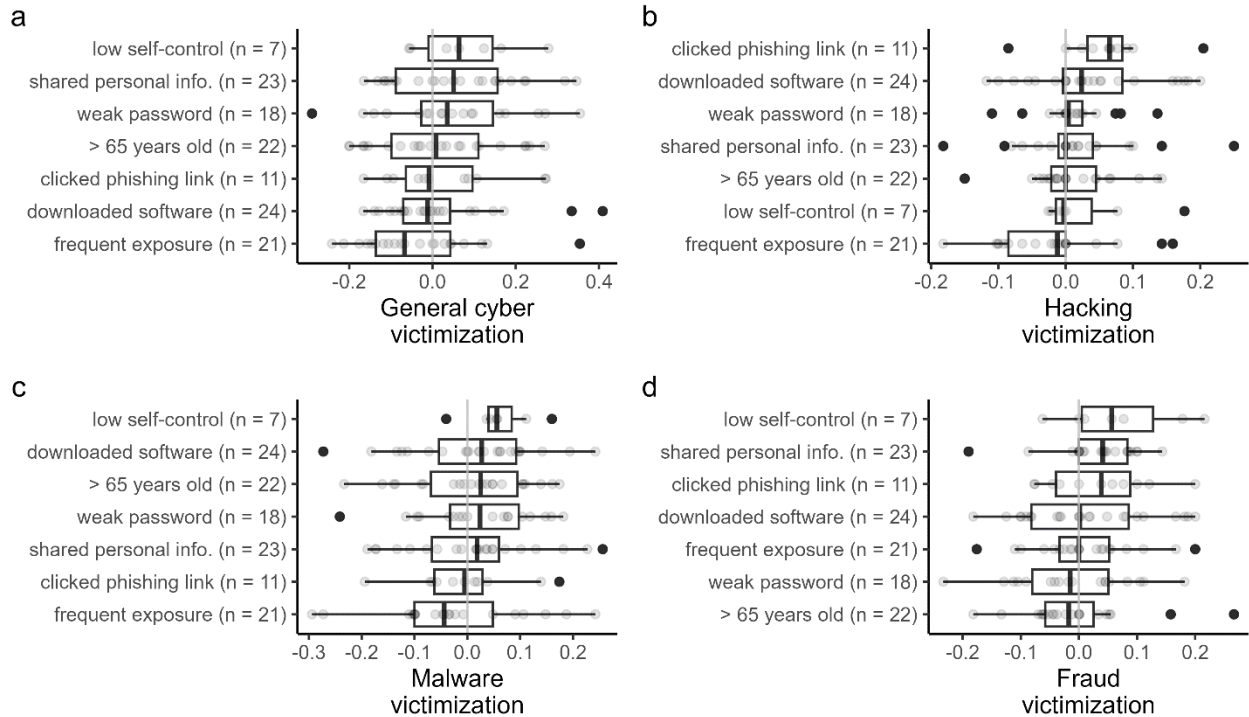 a
low self-control (n = 7)
shared personal info. (n = 23)
weak password (n = 18)
> 65 years old (n = 22)
clicked phishing link (n = 11)
downloaded software (n = 24)
frequent exposure (n = 21)
-0.2 0.0 0.2 0.4
General cyber
victimization
b
clicked phishing link (n = 11)
downloaded software (n = 24)
weak password (n = 18)
shared personal info. (n = 23)
> 65 years old (n = 22)
low self-control (n = 7)
frequent exposure (n = 21)
-0.2 -0.1 0.0 0.1 0.2
Hacking
victimization
c
low self-control (n = 7)
downloaded software (n = 24)
> 65 years old (n = 22)
weak password (n = 18)
shared personal info. (n = 23)
clicked phishing link (n = 11)
frequent exposure (n = 21)
-0.3 -0.2 -0.1 0.0 0.1 0.2
Malware
victimization
d
low self-control (n = 7)
shared personal info. (n = 23)
clicked phishing link (n = 11)
downloaded software (n = 24)
frequent exposure (n = 21)
weak password (n = 18)
> 65 years old (n = 22)
-0.2 -0.1 0.0 0.1 0.2
Fraud
victimization